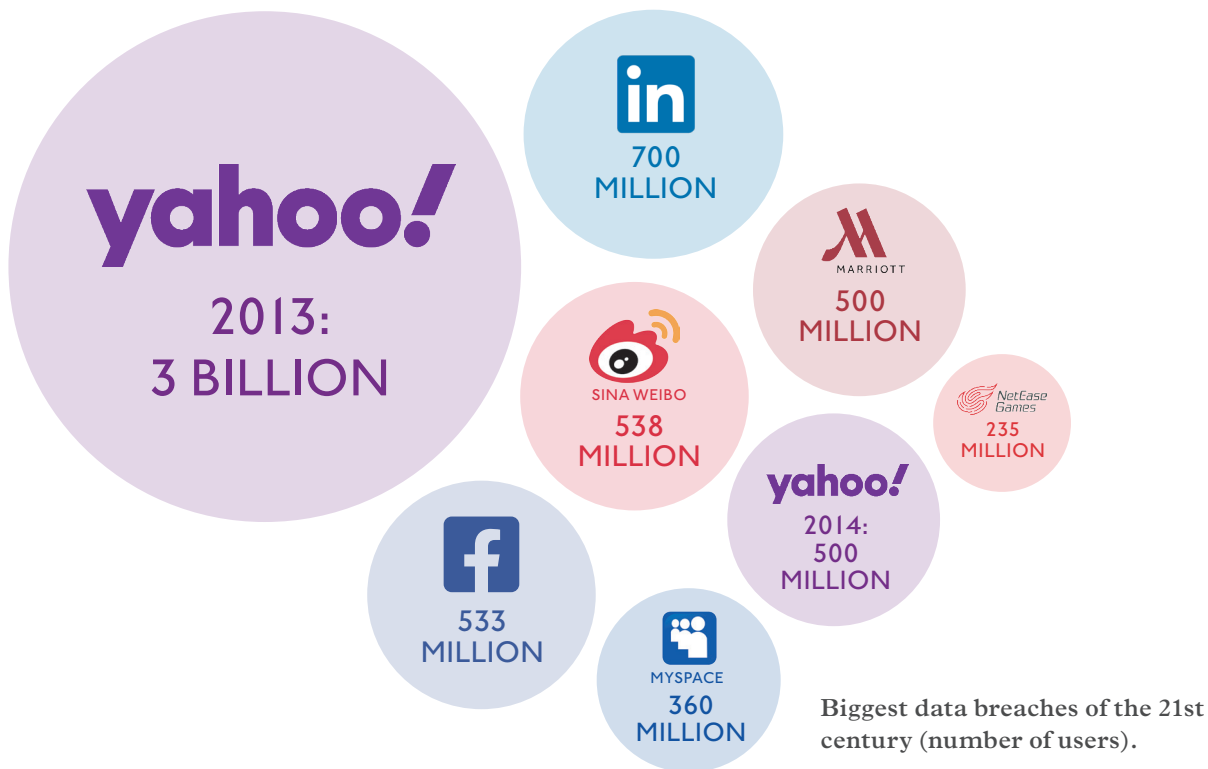 yahoo!
2013:
3 BILLION
in
700
MILLION
MARRIOTT
500
MILLION
SINA WEIBO
538
MILLION
NetEase
Games
235
MILLION
yahoo!
2014:
500
MILLION
f
533
MILLION
MYSPACE
360
MILLION
Biggest data breaches of the 21st
century (number of users).